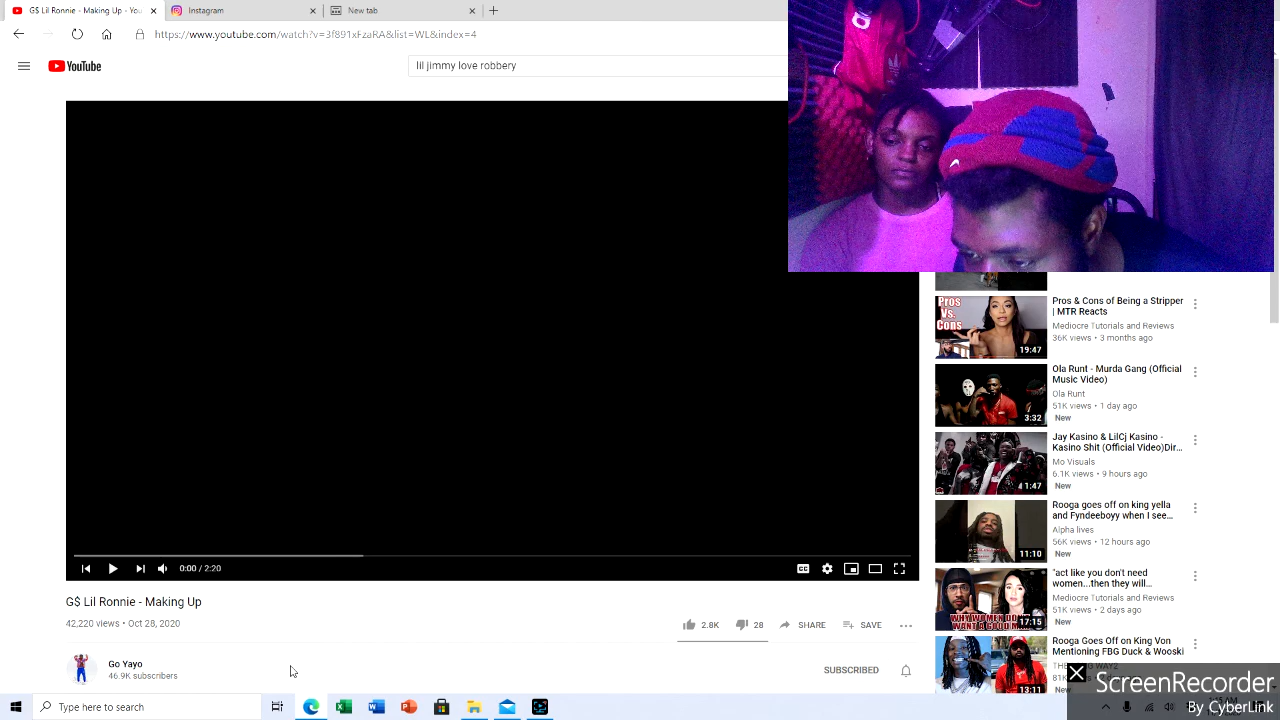 G$ Lil Ronnie - Making Up - You
Instagram
New tab
https://www.youtube.com/watch?v=3f891xFzaRA&list=WL&index=4
YouTube
lil jimmy love robbery
Pros
Vs.
Cons
19:47
Pros & Cons of Being a Stripper
| MTR Reacts
Mediocre Tutorials and Reviews
36K views • 3 months ago
3:32
Ola Runt - Murda Gang (Official
Music Video)
Ola Runt
51K views • 1 day ago
New
1:47
Jay Kasino & LilCj Kasino -
Kasino Shit (Official Video)Dir...
Mo Visuals
6.1K views • 9 hours ago
New
11:10
Rooga goes off on king yella
and Fyndeeboyy when I see...
Alpha lives
56K views • 12 hours ago
New
WHY WOMEN DON'T
WANT A GOOD
17:15
"act like you don't need
women...then they will...
Mediocre Tutorials and Reviews
51K views • 2 days ago
New
13:11
Rooga Goes Off on King Von
Mentioning FBG Duck & Wooski
New
0:00 / 2:20
CC
G$ Lil Ronnie - Making Up
42,220 views • Oct 28, 2020
2.8K
28
SHARE
SAVE
Go Yayo
46.9K subscribers
SUBSCRIBED
ScreenRecorder
By CyberLink
Type here to search